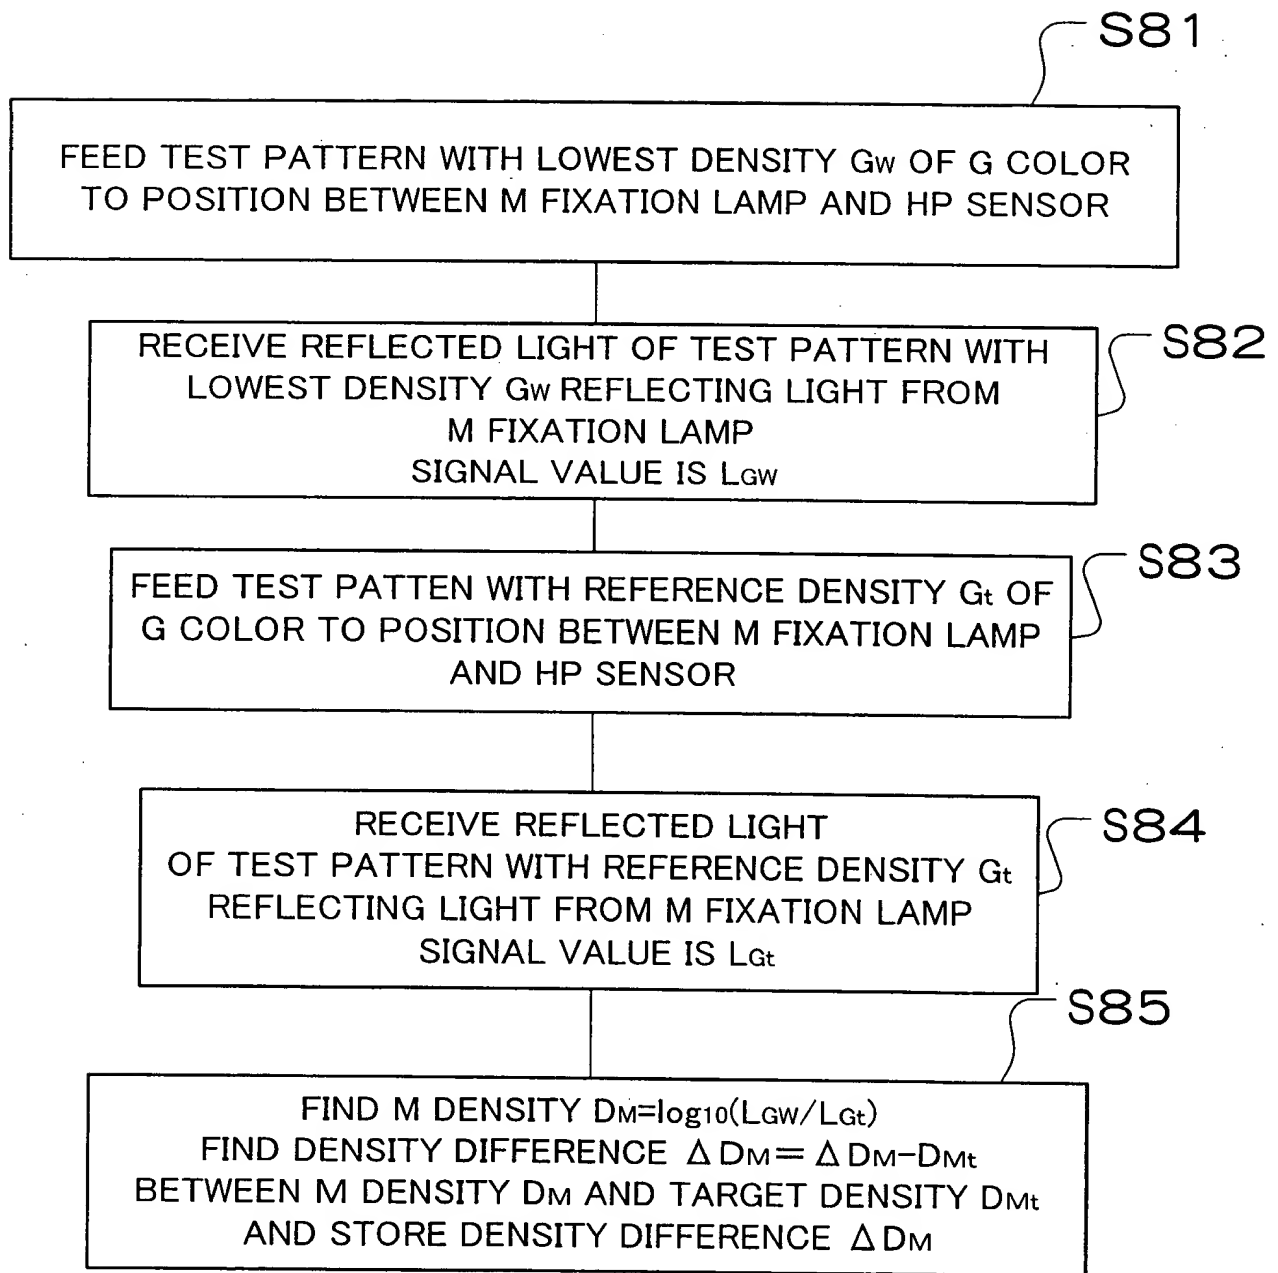 S81
FEED TEST PATTERN WITH LOWEST DENSITY GW OF G COLOR
TO POSITION BETWEEN M FIXATION LAMP AND HP SENSOR
S82
RECEIVE REFLECTED LIGHT OF TEST PATTERN WITH
LOWEST DENSITY GW REFLECTING LIGHT FROM
M FIXATION LAMP
SIGNAL VALUE IS LGW
S83
FEED TEST PATTEN WITH REFERENCE DENSITY Gt OF
G COLOR TO POSITION BETWEEN M FIXATION LAMP
AND HP SENSOR
S84
RECEIVE REFLECTED LIGHT
OF TEST PATTERN WITH REFERENCE DENSITY Gt
REFLECTING LIGHT FROM M FIXATION LAMP
SIGNAL VALUE IS LGt
S85
FIND M DENSITY DM=log10(LGW/LGt)
FIND DENSITY DIFFERENCE ΔDM=ΔDM-DMt
BETWEEN M DENSITY DM AND TARGET DENSITY DMt
AND STORE DENSITY DIFFERENCE ΔDM